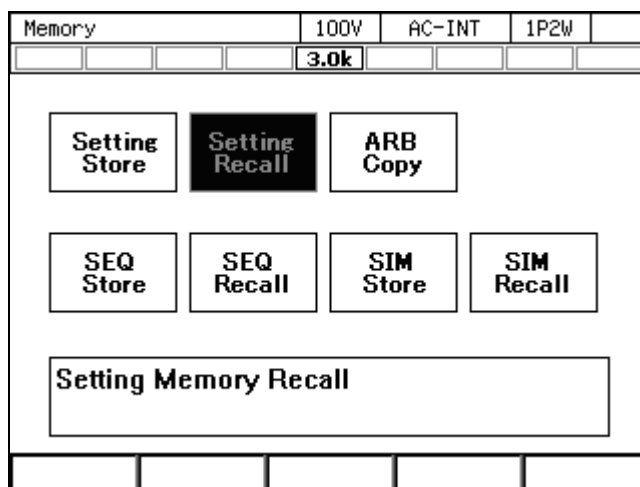 Memory 100V AC-INT 1P2W
3.0k
Setting Setting ARB
Store Recall Copy
SEQ SEQ SIM SIM
Store Recall Store Recall
Setting Memory Recall